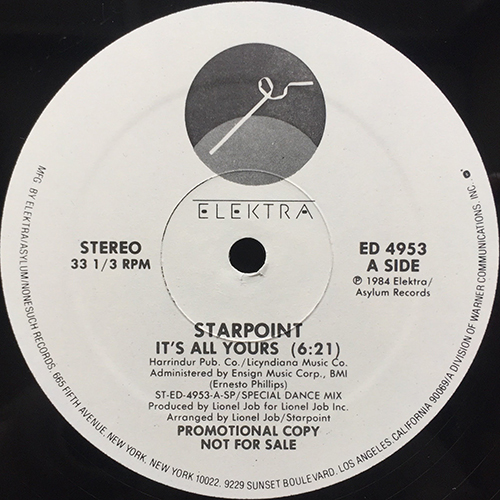 ELEKTRA
STEREO
33 1/3 RPM
ED 4953
A SIDE
℗ 1984 Elektra/
Asylum Records
STARPOINT
IT'S ALL YOURS (6:21)
Harrindur Pub. Co./Licyndiana Music Co.
Administered by Ensign Music Corp., BMI
(Ernesto Phillips)
ST-ED-4953-A-SP/SPECIAL DANCE MIX
Produced by Lionel Job for Lionel Job Inc.
Arranged by Lionel Job/Starpoint
PROMOTIONAL COPY
NOT FOR SALE
MFG. BY ELEKTRA/ASYLUM/NONESUCH RECORDS, 665 FIFTH AVENUE, NEW YORK, NEW YORK 10022. 9229 SUNSET BOULEVARD, LOS ANGELES, CALIFORNIA 90069/A DIVISION OF WARNER COMMUNICATIONS, INC.